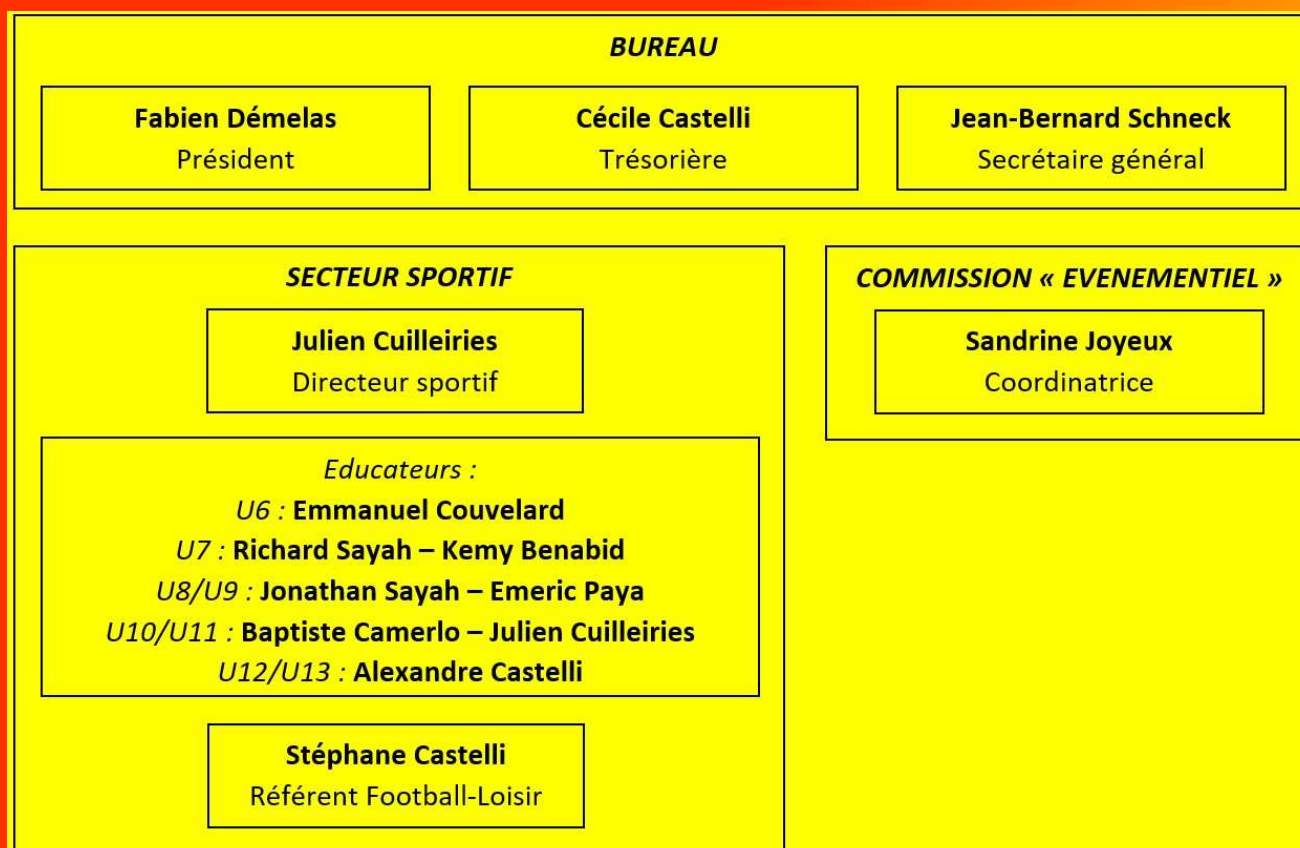 BUREAU
Fabien Démelas
Président
Cécile Castelli
Trésorière
Jean-Bernard Schneck
Secrétaire général
SECTEUR SPORTIF
Julien Cuilleiries
Directeur sportif
Educateurs :
U6 : Emmanuel Couvelard
U7 : Richard Sayah – Kemy Benabid
U8/U9 : Jonathan Sayah – Emeric Paya
U10/U11 : Baptiste Camerlo – Julien Cuilleiries
U12/U13 : Alexandre Castelli
Stéphane Castelli
Référent Football-Loisir
COMMISSION « EVENEMENTIEL »
Sandrine Joyeux
Coordinatrice